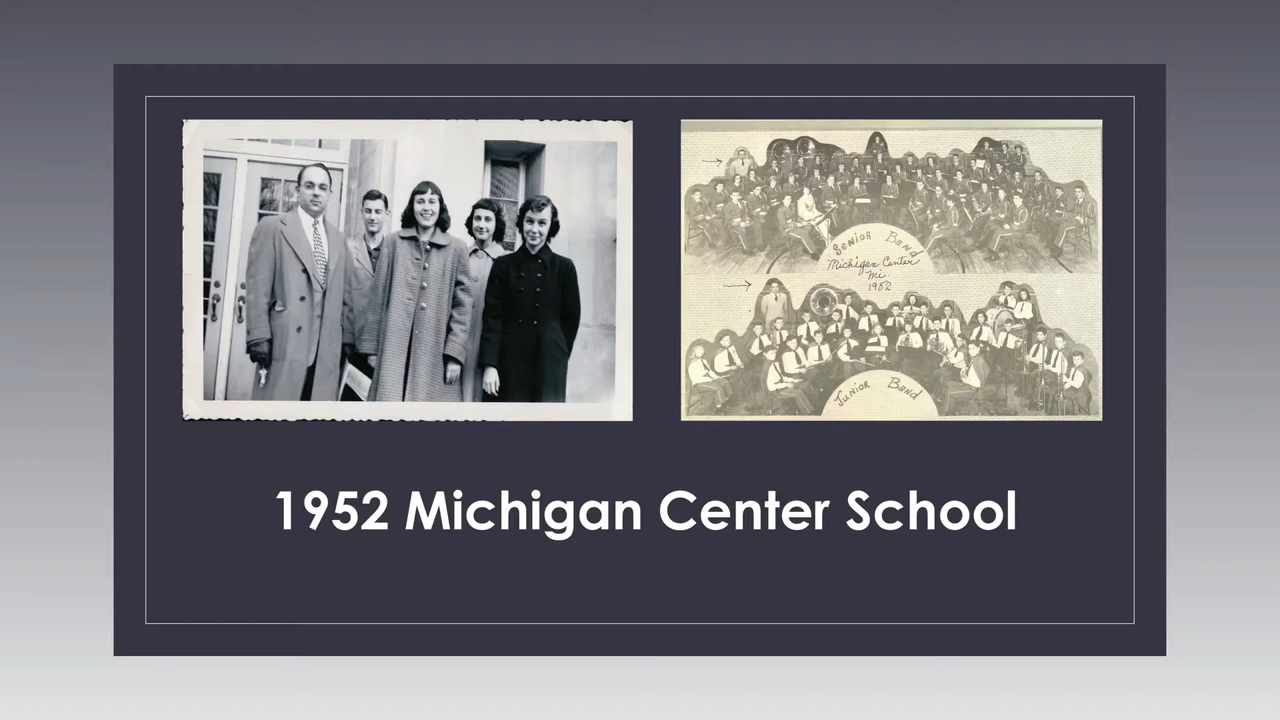 Senior Band
Michigan Center
Mi
1952
Junior Band
1952 Michigan Center School